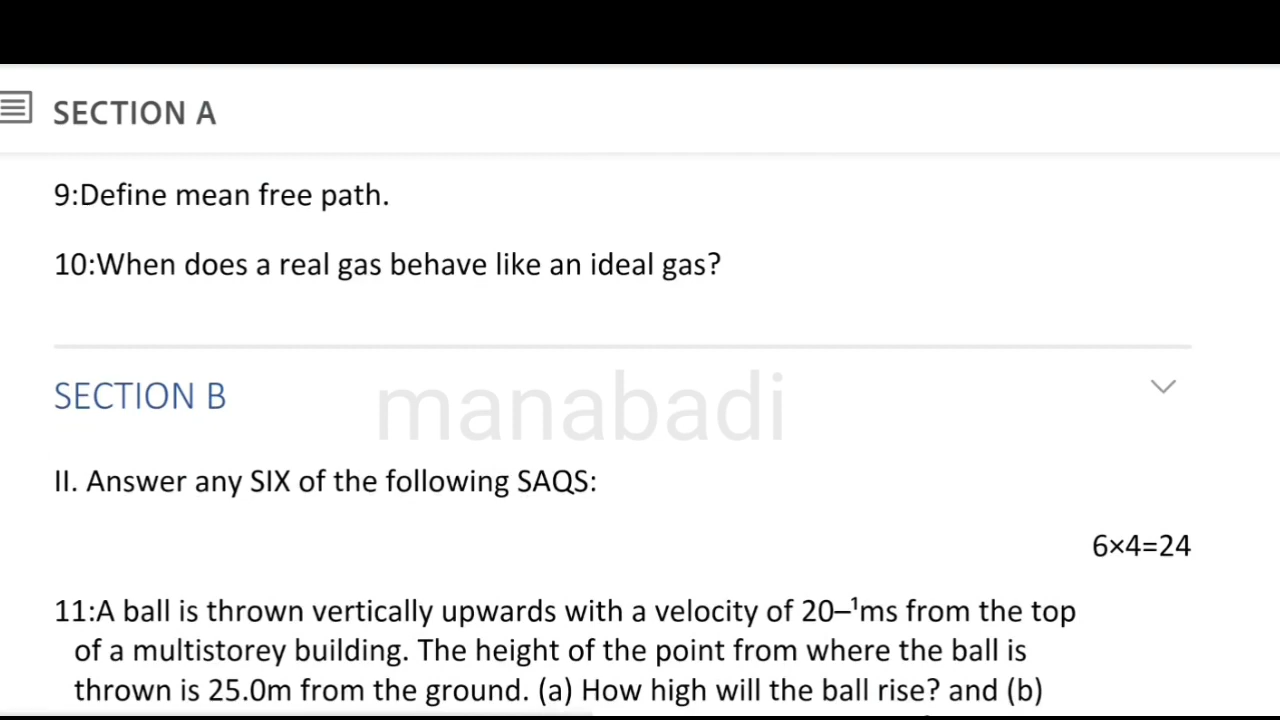 SECTION A
9:Define mean free path.
10:When does a real gas behave like an ideal gas?
SECTION B
manabadi
II. Answer any SIX of the following SAQS:
6×4=24
11:A ball is thrown vertically upwards with a velocity of 20–¹ms from the top
of a multistorey building. The height of the point from where the ball is
thrown is 25.0m from the ground. (a) How high will the ball rise? and (b)